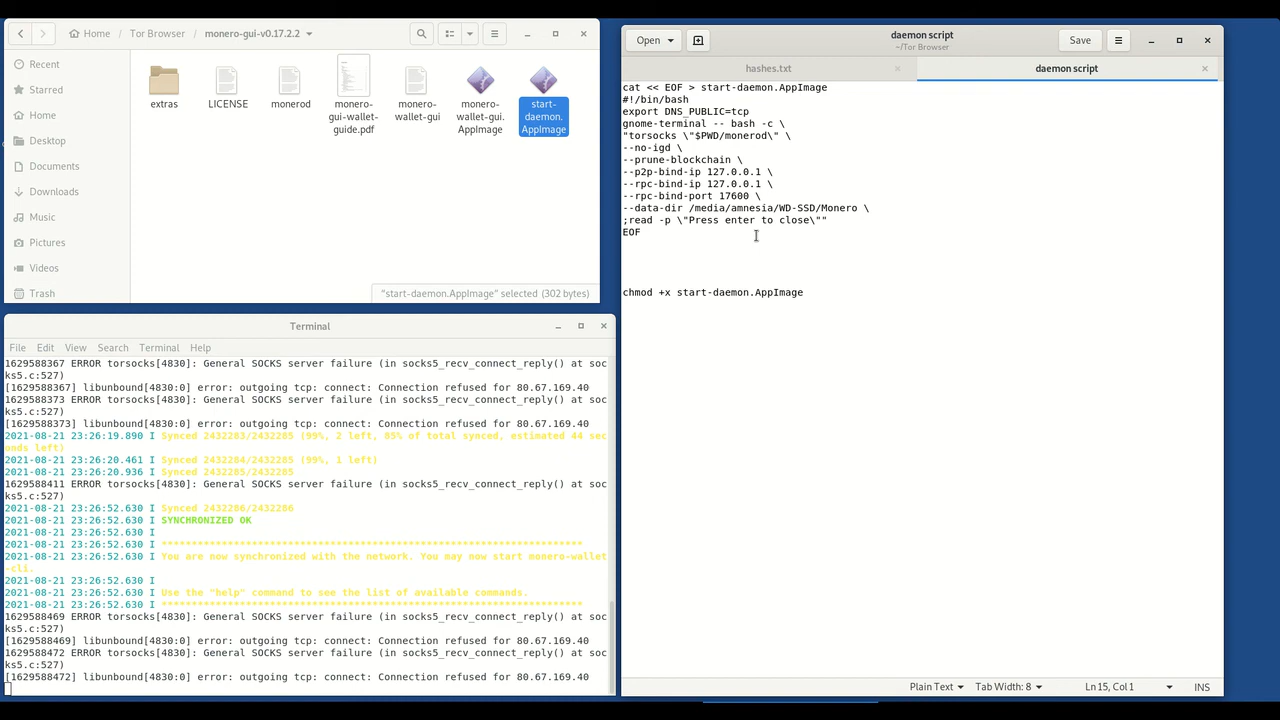 Home
Tor Browser
monero-gui-v0.17.2.2
Recent
Starred
Home
Desktop
Documents
Downloads
Music
Pictures
Videos
Trash
extras
LICENSE
monerod
monero-
gui-wallet-
guide.pdf
monero-
wallet-gui
monero-
wallet-gui.
AppImage
start-
daemon.
AppImage
"start-daemon.AppImage" selected (302 bytes)
Terminal
File Edit View Search Terminal Help
1629588367 ERROR torsocks[4830]: General SOCKS server failure (in socks5_recv_connect_reply() at soc
ks5.c:527)
[1629588367] libunbound[4830:0] error: outgoing tcp: connect: Connection refused for 80.67.169.40
1629588373 ERROR torsocks[4830]: General SOCKS server failure (in socks5_recv_connect_reply() at soc
ks5.c:527)
[1629588373] libunbound[4830:0] error: outgoing tcp: connect: Connection refused for 80.67.169.40
2021-08-21 23:26:19.890 I Synced 2432283/2432285 (99%, 2 left, 85% of total synced, estimated 44 sec
onds left)
2021-08-21 23:26:20.461 I Synced 2432284/2432285 (99%, 1 left)
2021-08-21 23:26:20.936 I Synced 2432285/2432285
1629588411 ERROR torsocks[4830]: General SOCKS server failure (in socks5_recv_connect_reply() at soc
ks5.c:527)
2021-08-21 23:26:52.630 I Synced 2432286/2432286
2021-08-21 23:26:52.630 I SYNCHRONIZED OK
2021-08-21 23:26:52.630 I
2021-08-21 23:26:52.630 I **********************************************************************
2021-08-21 23:26:52.630 I You are now synchronized with the network. You may now start monero-wallet
-cli.
2021-08-21 23:26:52.630 I
2021-08-21 23:26:52.630 I Use the "help" command to see the list of available commands.
2021-08-21 23:26:52.630 I **********************************************************************
1629588469 ERROR torsocks[4830]: General SOCKS server failure (in socks5_recv_connect_reply() at soc
ks5.c:527)
[1629588469] libunbound[4830:0] error: outgoing tcp: connect: Connection refused for 80.67.169.40
1629588472 ERROR torsocks[4830]: General SOCKS server failure (in socks5_recv_connect_reply() at soc
ks5.c:527)
[1629588472] libunbound[4830:0] error: outgoing tcp: connect: Connection refused for 80.67.169.40
Open
daemon script
~/Tor Browser
Save
hashes.txt
daemon script
cat << EOF > start-daemon.AppImage
#!/bin/bash
export DNS_PUBLIC=tcp
gnome-terminal -- bash -c \
"torsocks \"$PWD/monerod\" \
--no-igd \
--prune-blockchain \
--p2p-bind-ip 127.0.0.1 \
--rpc-bind-ip 127.0.0.1 \
--rpc-bind-port 17600 \
--data-dir /media/amnesia/WD-SSD/Monero \
;read -p \"Press enter to close\""
EOF
chmod +x start-daemon.AppImage
Plain Text Tab Width: 8 Ln 15, Col 1 INS